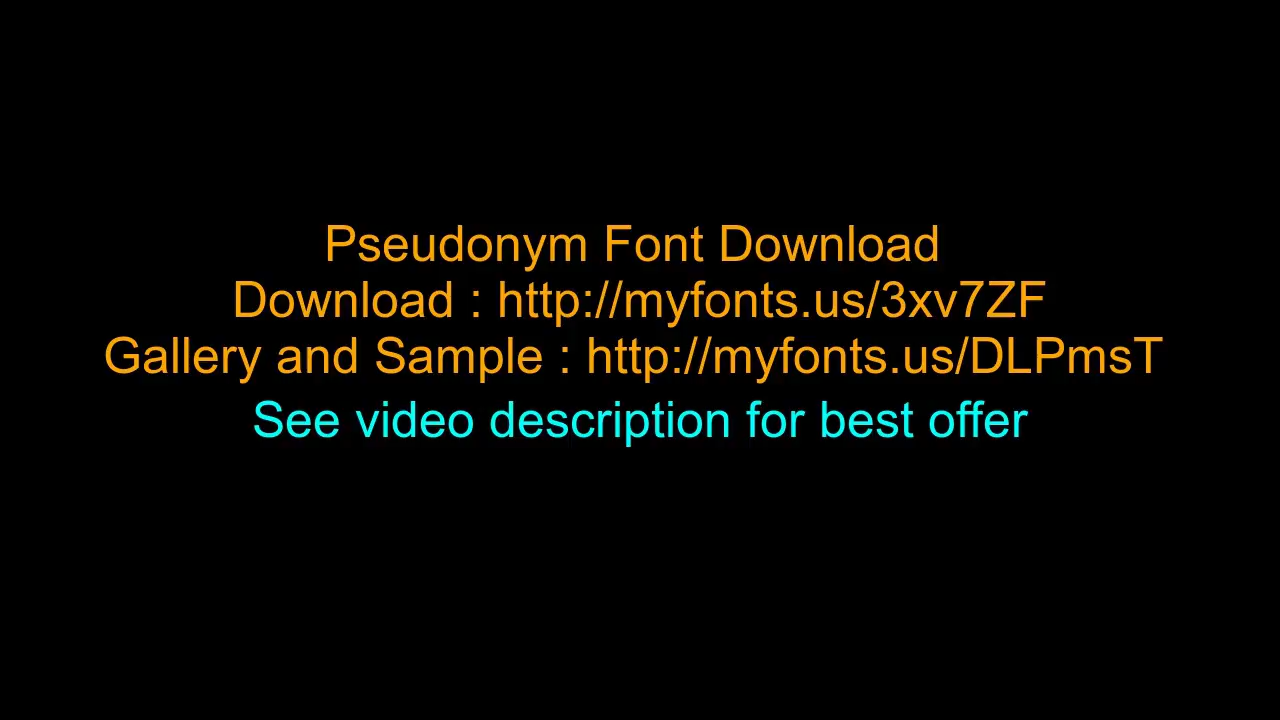 Pseudonym Font Download
Download : http://myfonts.us/3xv7ZF
Gallery and Sample : http://myfonts.us/DLPmsT
See video description for best offer